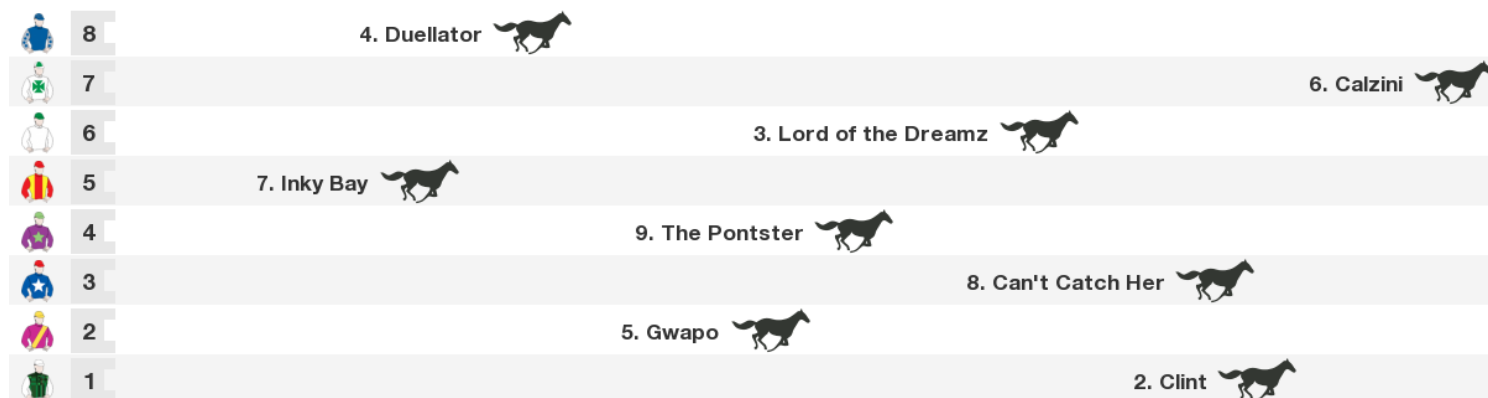 8 4. Duellator
7 6. Calzini
6 3. Lord of the Dreamz
5 7. Inky Bay
4 9. The Pontster
3 8. Can't Catch Her
2 5. Gwapo
1 2. Clint